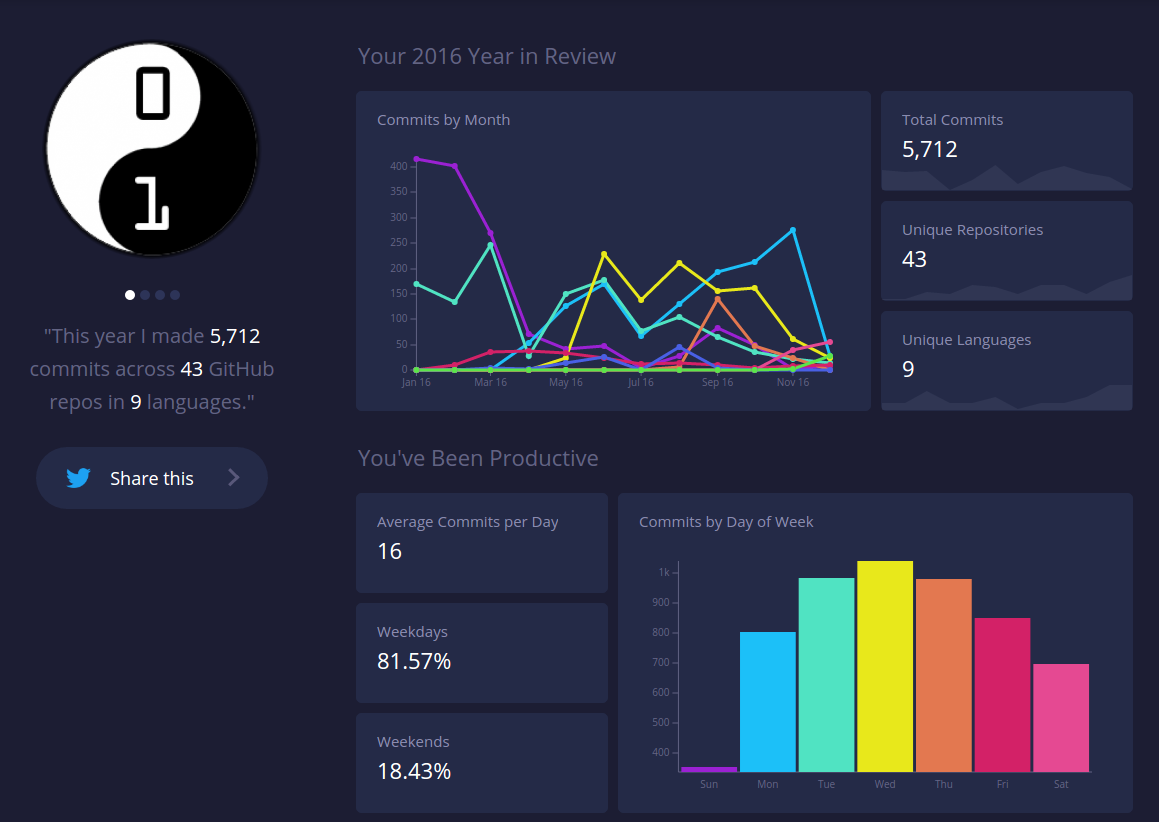 0
1
"This year I made 5,712
commits across 43 GitHub
repos in 9 languages."
Share this
Your 2016 Year in Review
Commits by Month
400
350
300
250
200
150
100
50
0
Jan 16 Mar 16 May 16 Jul 16 Sep 16 Nov 16
Total Commits
5,712
Unique Repositories
43
Unique Languages
9
You've Been Productive
Average Commits per Day
16
Weekdays
81.57%
Weekends
18.43%
Commits by Day of Week
1k
900
800
700
600
500
400
Sun Mon Tue Wed Thu Fri Sat